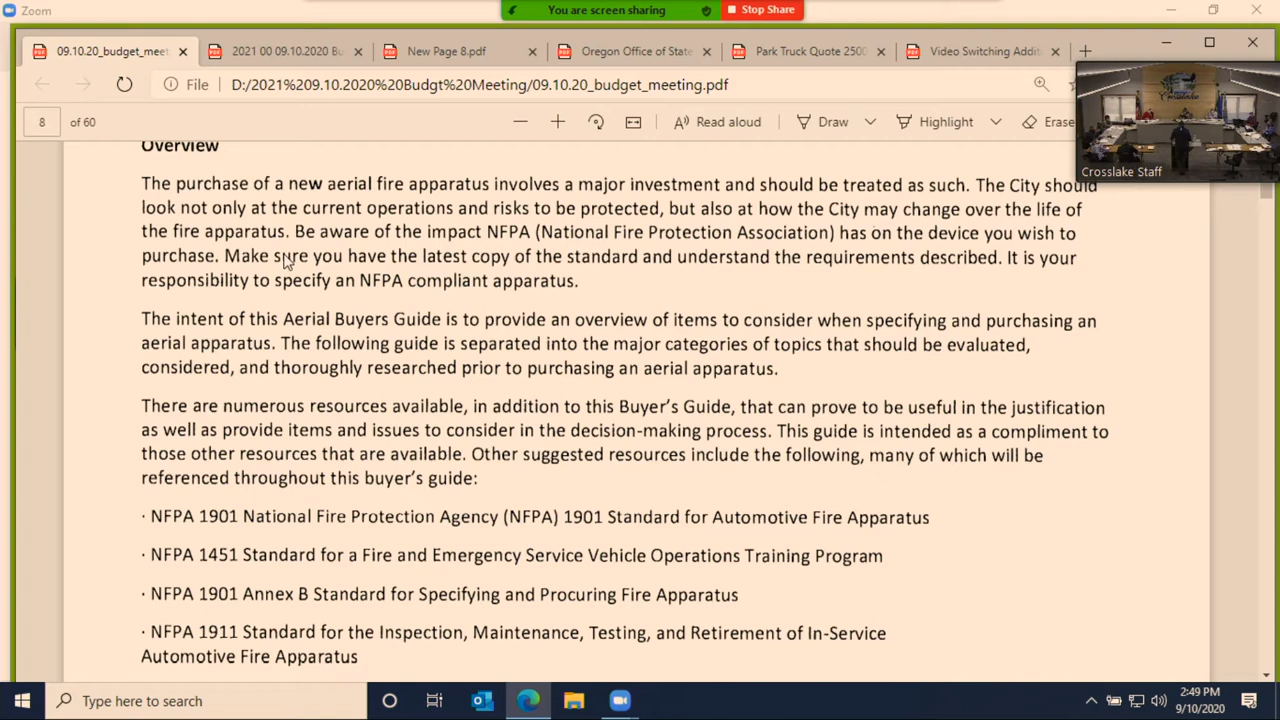 Zoom
You are screen sharing
Stop Share
09.10.20_budget_meet
2021 00 09.10.2020 Bu
New Page 8.pdf
Oregon Office of State
Park Truck Quote 2500
Video Switching Addit
File
D:/2021%209.10.2020%20Budgt%20Meeting/09.10.20_budget_meeting.pdf
8 of 60
Read aloud
Draw
Highlight
Erase
Crosslake
Crosslake Staff
Overview
The purchase of a new aerial fire apparatus involves a major investment and should be treated as such. The City should
look not only at the current operations and risks to be protected, but also at how the City may change over the life of
the fire apparatus. Be aware of the impact NFPA (National Fire Protection Association) has on the device you wish to
purchase. Make sure you have the latest copy of the standard and understand the requirements described. It is your
responsibility to specify an NFPA compliant apparatus.
The intent of this Aerial Buyers Guide is to provide an overview of items to consider when specifying and purchasing an
aerial apparatus. The following guide is separated into the major categories of topics that should be evaluated,
considered, and thoroughly researched prior to purchasing an aerial apparatus.
There are numerous resources available, in addition to this Buyer's Guide, that can prove to be useful in the justification
as well as provide items and issues to consider in the decision-making process. This guide is intended as a compliment to
those other resources that are available. Other suggested resources include the following, many of which will be
referenced throughout this buyer's guide:
· NFPA 1901 National Fire Protection Agency (NFPA) 1901 Standard for Automotive Fire Apparatus
· NFPA 1451 Standard for a Fire and Emergency Service Vehicle Operations Training Program
· NFPA 1901 Annex B Standard for Specifying and Procuring Fire Apparatus
· NFPA 1911 Standard for the Inspection, Maintenance, Testing, and Retirement of In-Service
Automotive Fire Apparatus
Type here to search
2:49 PM
9/10/2020